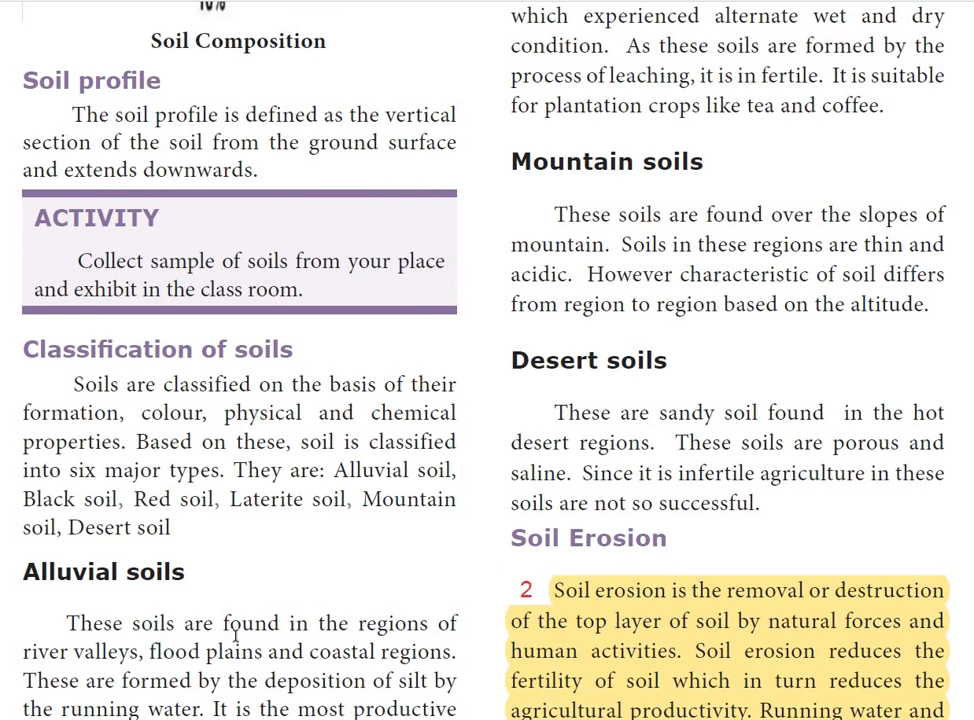 10%
Soil Composition
Soil profile
The soil profile is defined as the vertical
section of the soil from the ground surface
and extends downwards.
ACTIVITY
Collect sample of soils from your place
and exhibit in the class room.
Classification of soils
Soils are classified on the basis of their
formation, colour, physical and chemical
properties. Based on these, soil is classified
into six major types. They are: Alluvial soil,
Black soil, Red soil, Laterite soil, Mountain
soil, Desert soil
Alluvial soils
These soils are found in the regions of
river valleys, flood plains and coastal regions.
These are formed by the deposition of silt by
the running water. It is the most productive
which experienced alternate wet and dry
condition. As these soils are formed by the
process of leaching, it is in fertile. It is suitable
for plantation crops like tea and coffee.
Mountain soils
These soils are found over the slopes of
mountain. Soils in these regions are thin and
acidic. However characteristic of soil differs
from region to region based on the altitude.
Desert soils
These are sandy soil found in the hot
desert regions. These soils are porous and
saline. Since it is infertile agriculture in these
soils are not so successful.
Soil Erosion
2 Soil erosion is the removal or destruction
of the top layer of soil by natural forces and
human activities. Soil erosion reduces the
fertility of soil which in turn reduces the
agricultural productivity. Running water and